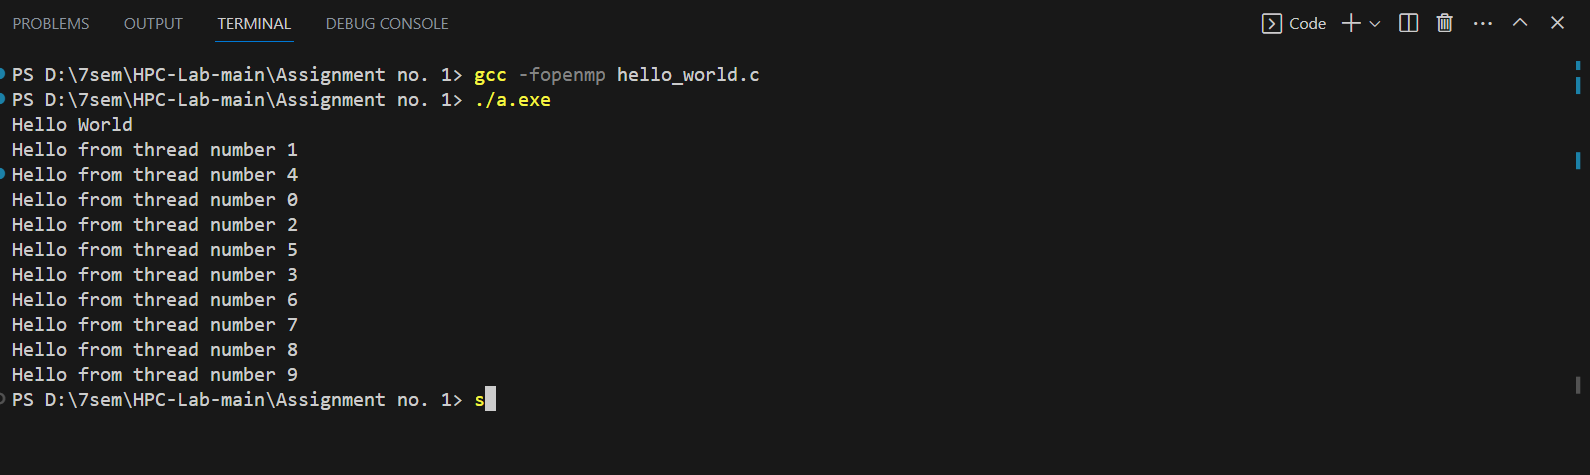 PROBLEMS OUTPUT TERMINAL DEBUG CONSOLE Code
PS D:\7sem\HPC-Lab-main\Assignment no. 1> gcc -fopenmp hello_world.c
PS D:\7sem\HPC-Lab-main\Assignment no. 1> ./a.exe
Hello World
Hello from thread number 1
Hello from thread number 4
Hello from thread number 0
Hello from thread number 2
Hello from thread number 5
Hello from thread number 3
Hello from thread number 6
Hello from thread number 7
Hello from thread number 8
Hello from thread number 9
PS D:\7sem\HPC-Lab-main\Assignment no. 1> s